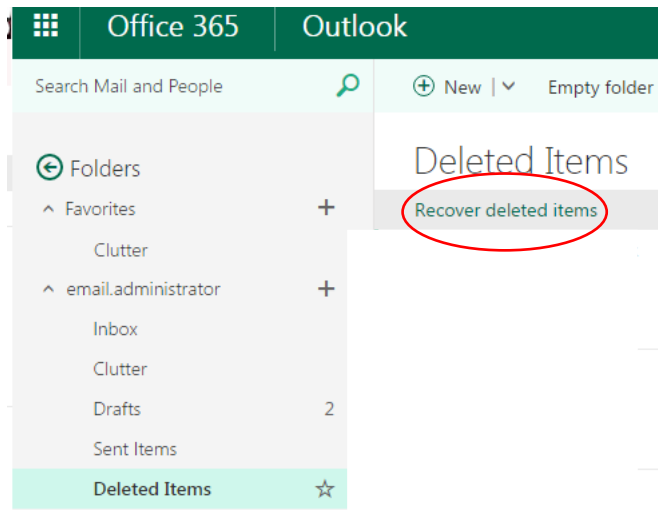 Office 365 Outlook
Search Mail and People
New Empty folder
Folders
Deleted Items
Favorites
Recover deleted items
Clutter
email.administrator
Inbox
Clutter
Drafts 2
Sent Items
Deleted Items